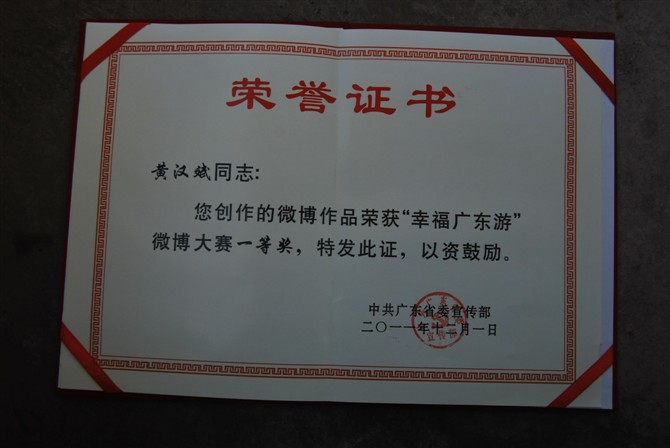 荣誉证书
黄汉斌同志：
您创作的微博作品荣获“幸福广东游”
微博大赛一等奖，特发此证，以资鼓励。
中共广东省委宣传部
二〇一一年十二月一日